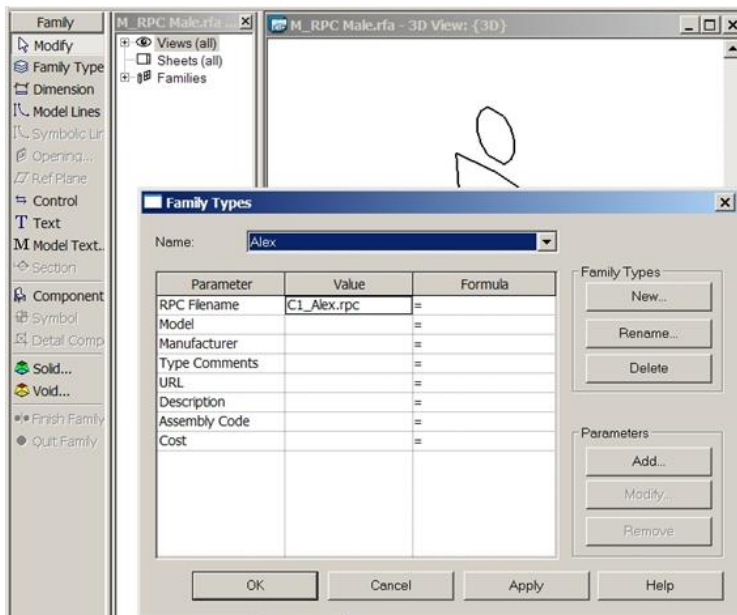 Family
Modify
Family Type
Dimension
Model Lines
Symbolic Lir
Opening...
Ref Plane
Control
Text
Model Text..
Section
Component
Symbol
Detail Comp
Solid...
Void...
Finish Family
Quit Family
M_RPC Male.rfa ...
Views (all)
Sheets (all)
Families
M_RPC Male.rfa - 3D View: {3D}
Family Types
Name: Alex
Parameter Value Formula
RPC Filename C1_Alex.rpc =
Model =
Manufacturer =
Type Comments =
URL =
Description =
Assembly Code =
Cost =
Family Types
New...
Rename...
Delete
Parameters
Add...
Modify...
Remove
OK Cancel Apply Help